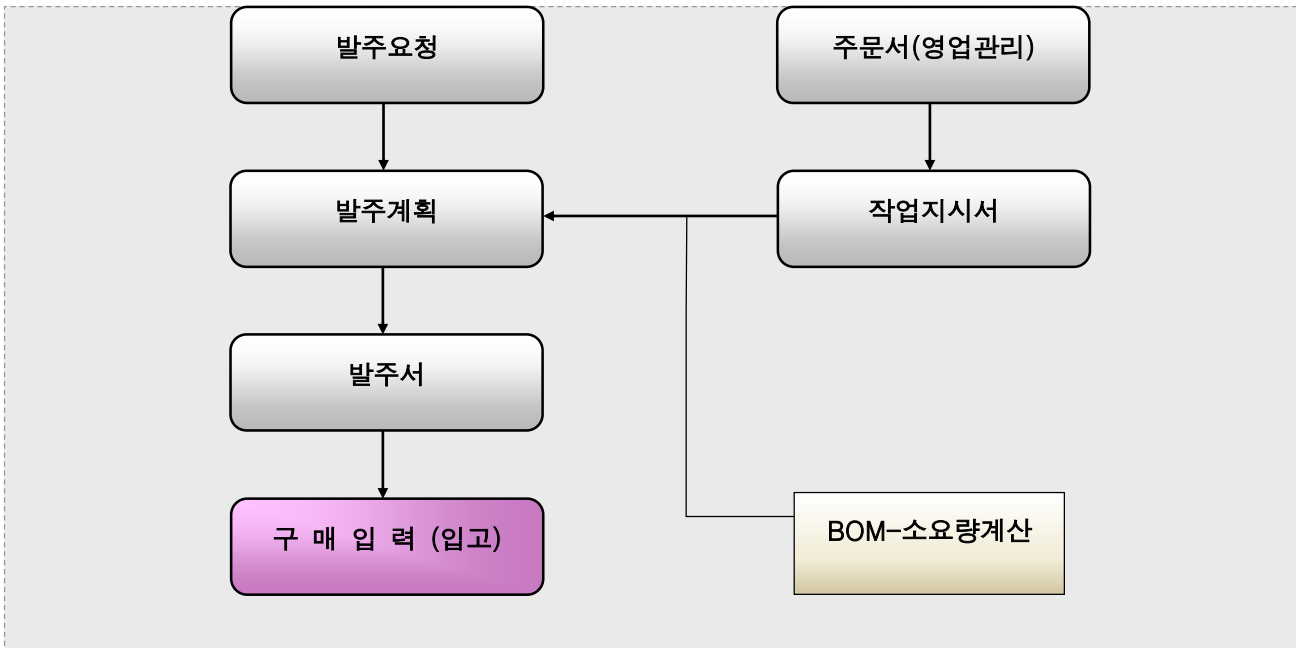 발주요청
주문서(영업관리)
발주계획
작업지시서
발주서
구 매 입 력 (입고)
BOM-소요량계산